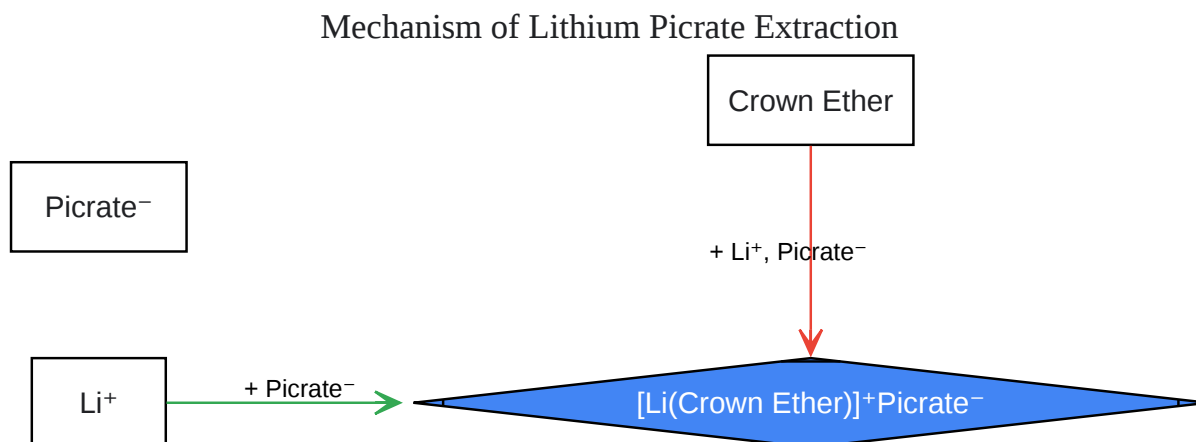 Mechanism of Lithium Picrate Extraction
Crown Ether
Picrate⁻
+ Li⁺, Picrate⁻
Li⁺
+ Picrate⁻
[Li(Crown Ether)]⁺Picrate⁻